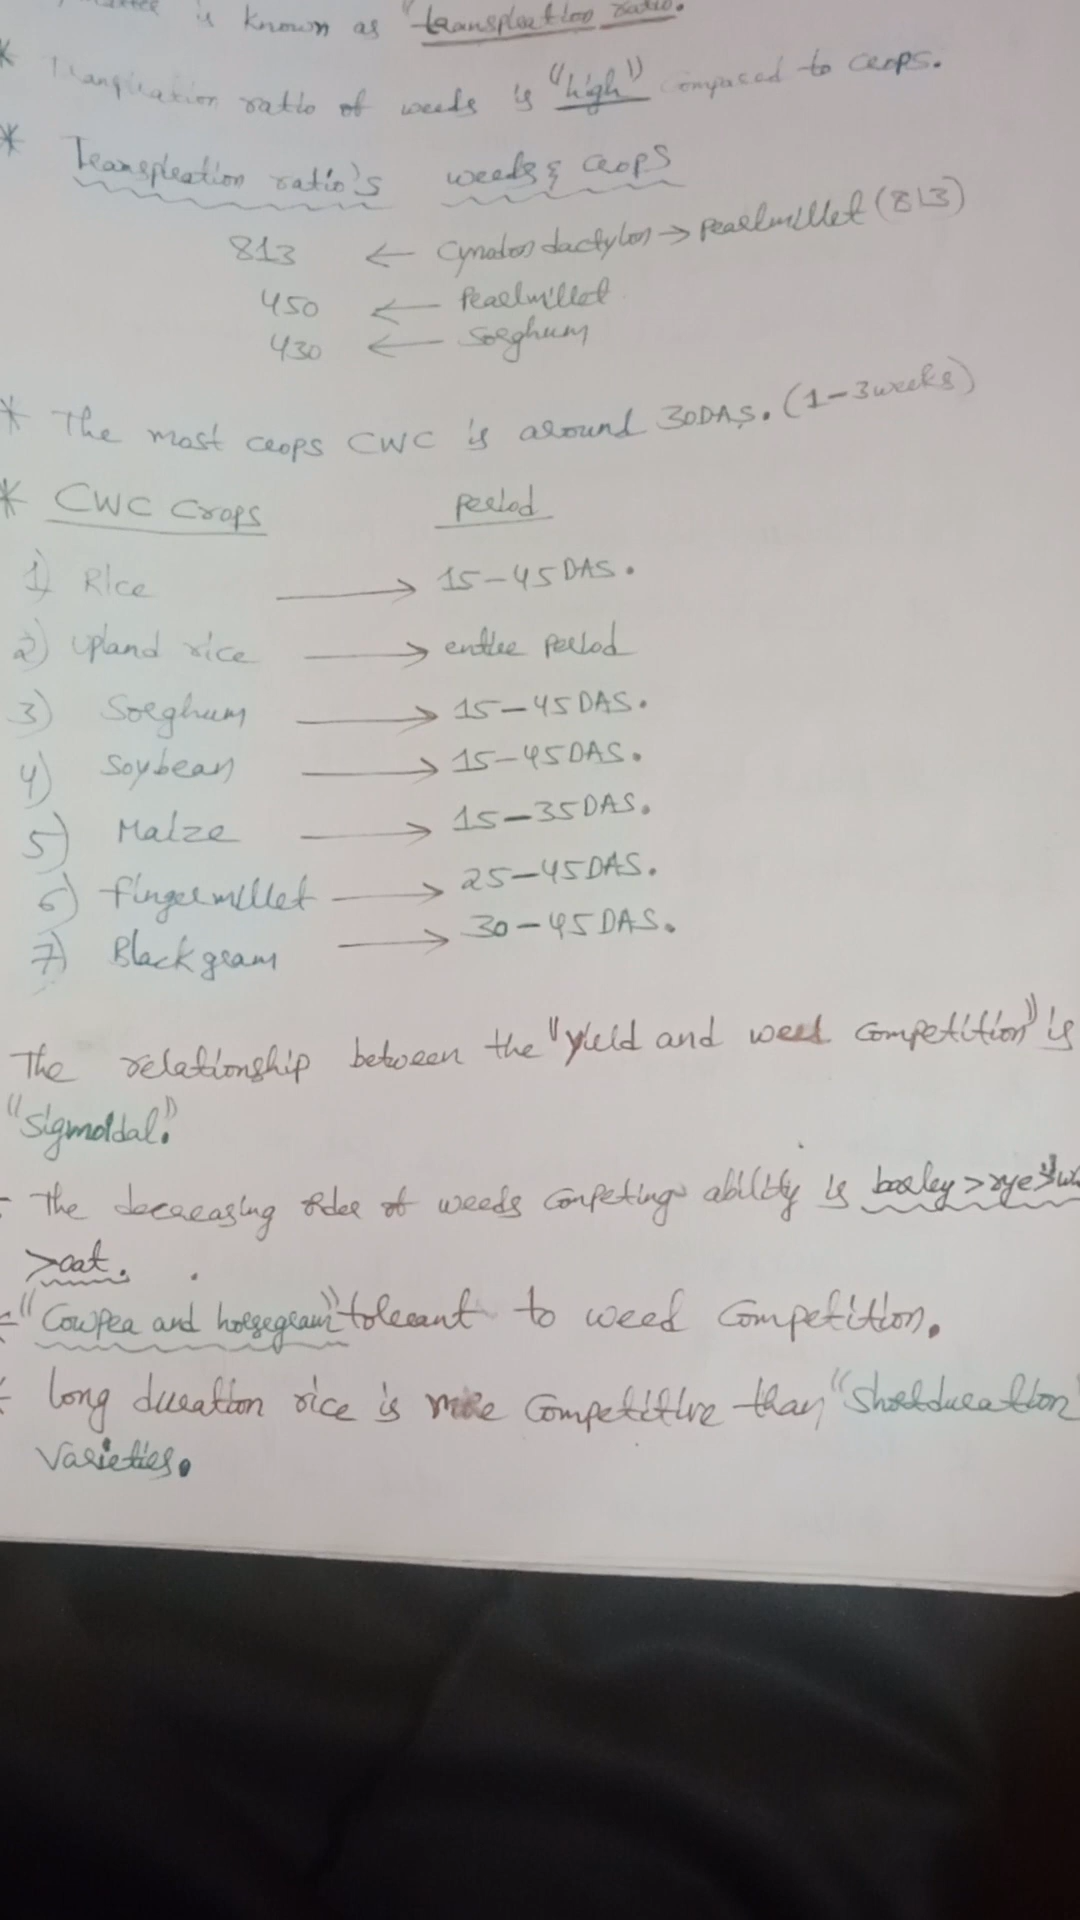 is known as "transpiration ratio.
* Transpiration ratio of weeds is "high" compared to crops.
* Transpiration ratio's weeds & crops
813 ← Cynodon dactylon → pearlmillet (813)
450 ← Pearlmillet
430 ← Sorghum
* The most crops CWC is around 30DAS. (1-3weeks)
* CWC Crops Period
1) Rice → 15-45 DAS.
2) upland rice → entire period
3) Sorghum → 15-45 DAS.
4) Soybean → 15-45 DAS.
5) Maize → 15-35 DAS.
6) fingermillet → 25-45 DAS.
7) Blackgram → 30-45 DAS.
The relationship between the "yield and weed competition" is
"Sigmoidal."
The decreasing order of weeds competing ability is barley > rye >
> oat.
"Cowpea and horsegram" tolerant to weed Competition.
long duration rice is more Competitive than "Shortduration
Varieties.